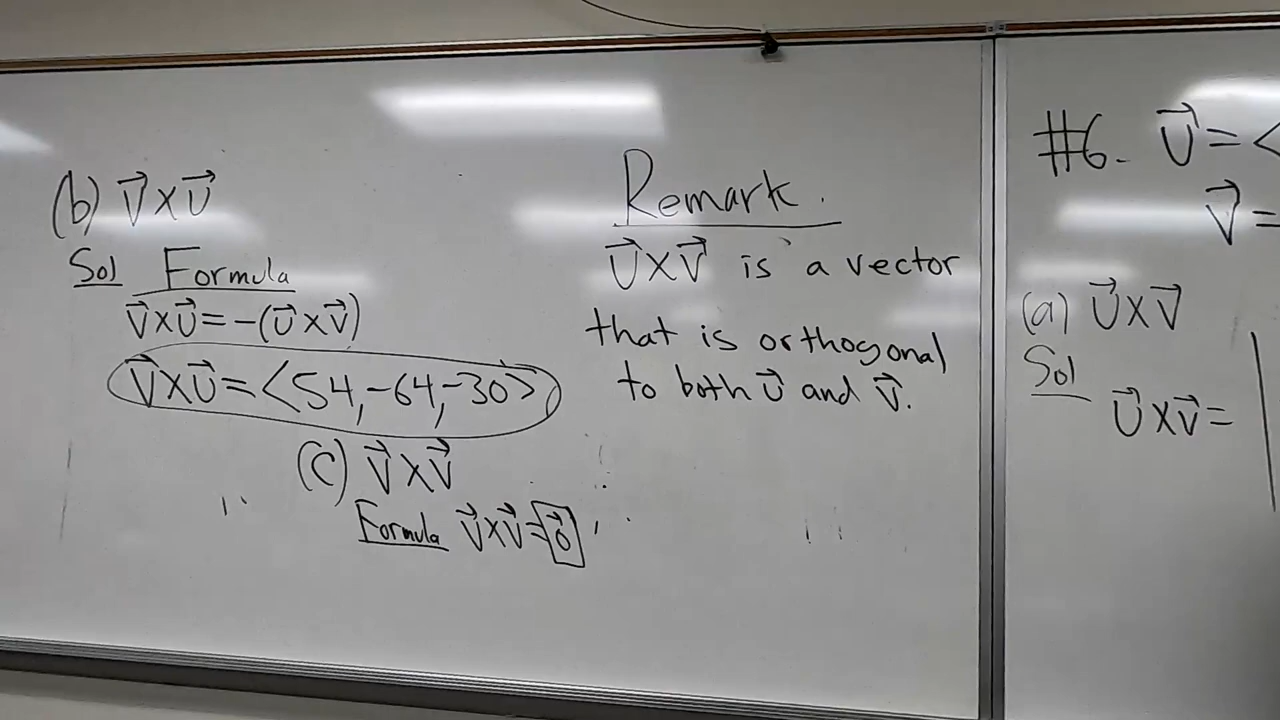 (b) V⃗×U⃗
Sol Formula
V⃗×U⃗=-(U⃗×V⃗)
V⃗×U⃗=<54,-64,-30>
(c) V⃗×V⃗
Formula V⃗×V⃗=0⃗
Remark.
U⃗×V⃗ is a vector
that is orthogonal
to both U⃗ and V⃗.
#6. U⃗=<
V⃗=
(a) U⃗×V⃗
Sol
U⃗×V⃗= |